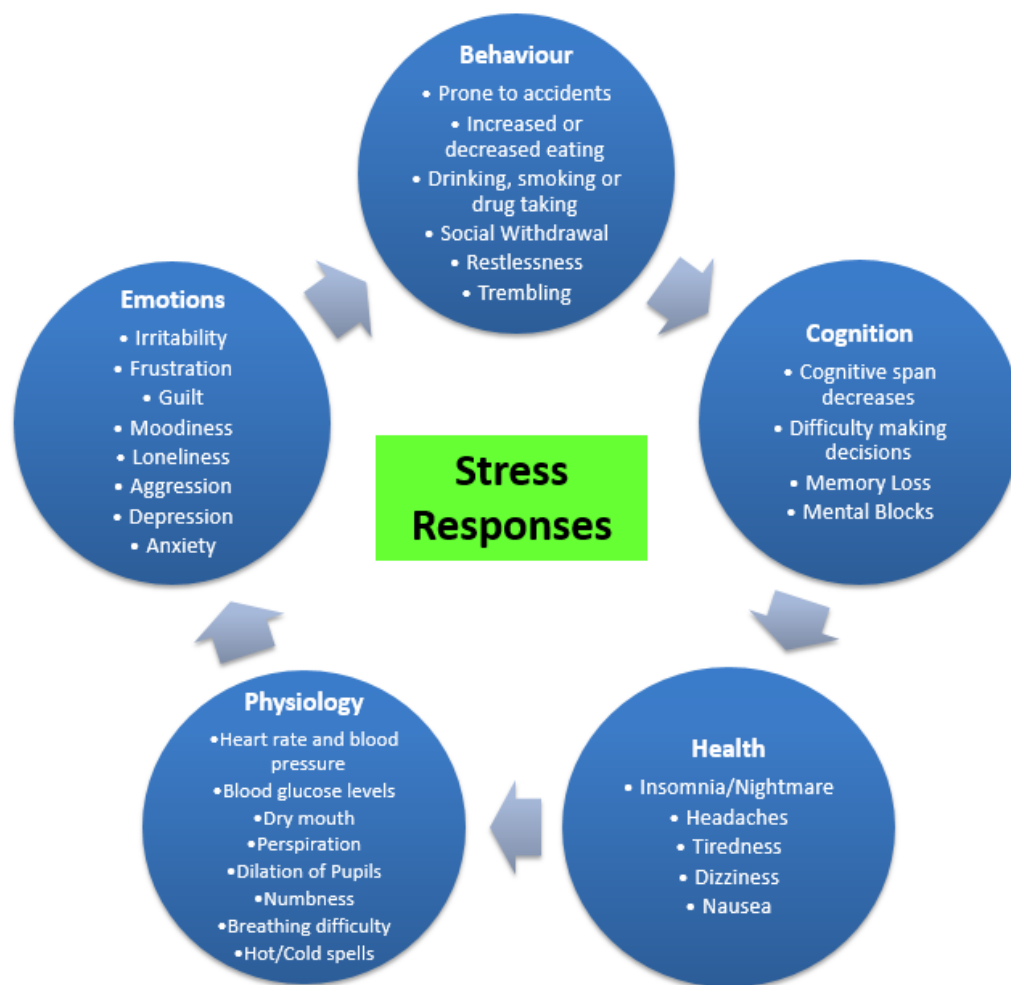 Behaviour
• Prone to accidents
• Increased or
decreased eating
• Drinking, smoking or
drug taking
• Social Withdrawal
• Restlessness
• Trembling
Cognition
• Cognitive span
decreases
• Difficulty making
decisions
• Memory Loss
• Mental Blocks
Health
• Insomnia/Nightmare
• Headaches
• Tiredness
• Dizziness
• Nausea
Physiology
•Heart rate and blood
pressure
•Blood glucose levels
•Dry mouth
•Perspiration
•Dilation of Pupils
•Numbness
•Breathing difficulty
•Hot/Cold spells
Emotions
• Irritability
• Frustration
• Guilt
• Moodiness
• Loneliness
• Aggression
• Depression
• Anxiety
Stress
Responses